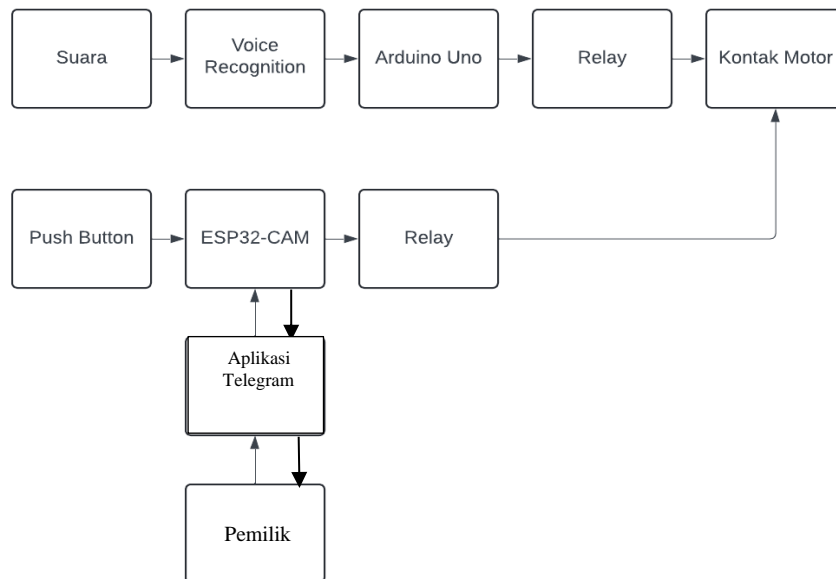 Suara
Voice
Recognition
Arduino Uno
Relay
Kontak Motor
Push Button
ESP32-CAM
Relay
Aplikasi
Telegram
Pemilik